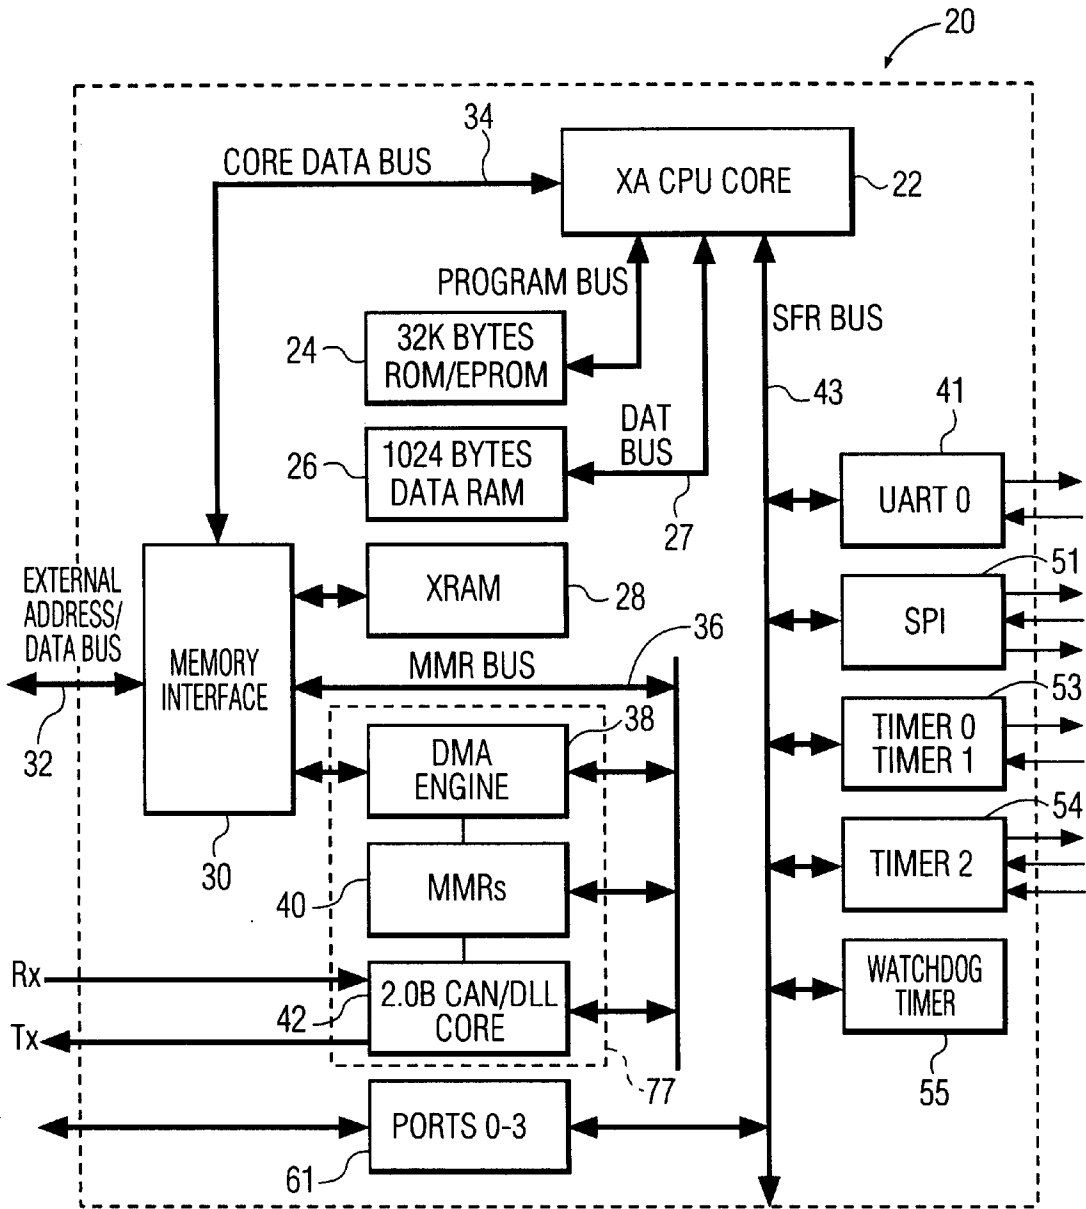 20
34
CORE DATA BUS
XA CPU CORE
22
PROGRAM BUS
SFR BUS
24
32K BYTES
ROM/EPROM
43
41
DAT
BUS
26
1024 BYTES
DATA RAM
27
UART 0
EXTERNAL
ADDRESS/
DATA BUS
XRAM
28
51
SPI
36
MMR BUS
MEMORY
INTERFACE
32
53
38
DMA
ENGINE
TIMER 0
TIMER 1
54
30
40
MMRs
TIMER 2
Rx
42
2.0B CAN/DLL
CORE
Tx
WATCHDOG
TIMER
77
55
PORTS 0-3
61